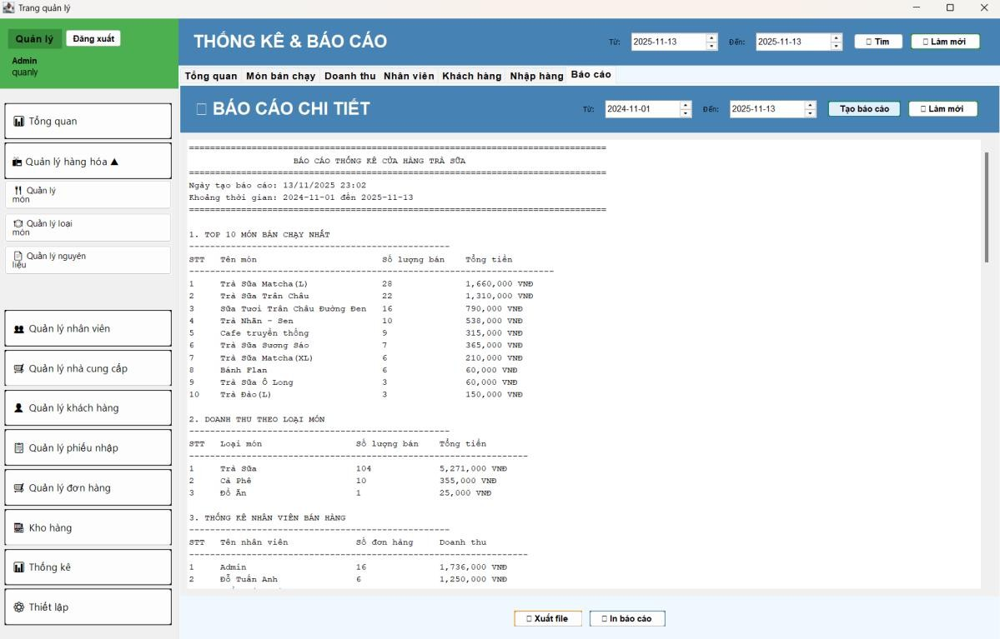 Trang quản lý
Quản lý
Đăng xuất
Admin
quanly
Tổng quan
Quản lý hàng hóa ▲
Quản lý
món
Quản lý loại
món
Quản lý nguyên
liệu
Quản lý nhân viên
Quản lý nhà cung cấp
Quản lý khách hàng
Quản lý phiếu nhập
Quản lý đơn hàng
Kho hàng
Thống kê
Thiết lập
THỐNG KÊ & BÁO CÁO
Từ: 2025-11-13 Đến: 2025-11-13 Tìm Làm mới
Tổng quan Món bán chạy Doanh thu Nhân viên Khách hàng Nhập hàng Báo cáo
BÁO CÁO CHI TIẾT
Từ: 2024-11-01 Đến: 2025-11-13 Tạo báo cáo Làm mới
================================================================================
BÁO CÁO THỐNG KÊ CỬA HÀNG TRÀ SỮA
================================================================================
Ngày tạo báo cáo: 13/11/2025 23:02
Khoảng thời gian: 2024-11-01 đến 2025-11-13
================================================================================
1. TOP 10 MÓN BÁN CHẠY NHẤT
--------------------------------------------------
STT Tên món Số lượng bán Tổng tiền
----------------------------------------------------------------------
1 Trà Sữa Matcha(L) 28 1,660,000 VNĐ
2 Trà Sữa Trân Châu 22 1,310,000 VNĐ
3 Sữa Tươi Trân Châu Đường Đen 16 790,000 VNĐ
4 Trà Nhãn - Sen 10 538,000 VNĐ
5 Cafe truyền thống 9 315,000 VNĐ
6 Trà Sữa Sương Sáo 7 365,000 VNĐ
7 Trà Sữa Matcha(XL) 6 210,000 VNĐ
8 Bánh Flan 6 60,000 VNĐ
9 Trà Sữa Ô Long 3 60,000 VNĐ
10 Trà Đào(L) 3 150,000 VNĐ
2. DOANH THU THEO LOẠI MÓN
--------------------------------------------------
STT Loại món Số lượng bán Tổng tiền
-----------------------------------------------------------------
1 Trà Sữa 104 5,271,000 VNĐ
2 Cà Phê 10 355,000 VNĐ
3 Đồ Ăn 1 25,000 VNĐ
3. THỐNG KÊ NHÂN VIÊN BÁN HÀNG
--------------------------------------------------
STT Tên nhân viên Số đơn hàng Doanh thu
-----------------------------------------------------------------
1 Admin 16 1,736,000 VNĐ
2 Đỗ Tuấn Anh 6 1,250,000 VNĐ
Xuất file
In báo cáo